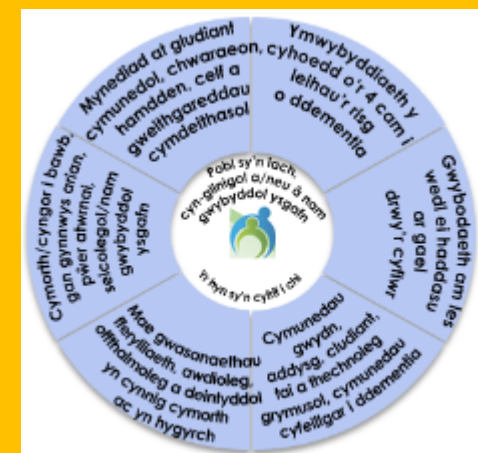 Mynediad at gludiant
cymunedol, chwaraeon,
hamdden, celf a
gweithgareddau
cymdeithasol
Ymwybyddiaeth y
cyhoedd o'r 4 cam i
leihau'r risg
o ddementia
Gwybodaeth am les
wedi ei haddasu
ar gael
drwy'r cyflwr
Cymunedau
gwydn,
addysg, cludiant,
tai a thechnoleg
grymusol, cymunedau
cyfeillgar i ddementia
Mae gwasanaethau
fferylliaeth, awdioleg,
offthalmoleg a deintyddol
yn cynnig cymorth
ac yn hygyrch
Cymorth/cyngor i bawb,
gan gynnwys arian,
pŵer atwrnai,
seicolegol/nam
gwybyddol
ysgafn
Pobl sy'n iach,
cyn-glinigol a/neu â nam
gwybyddol ysgafn
hyn sy'n cyfrif i chi